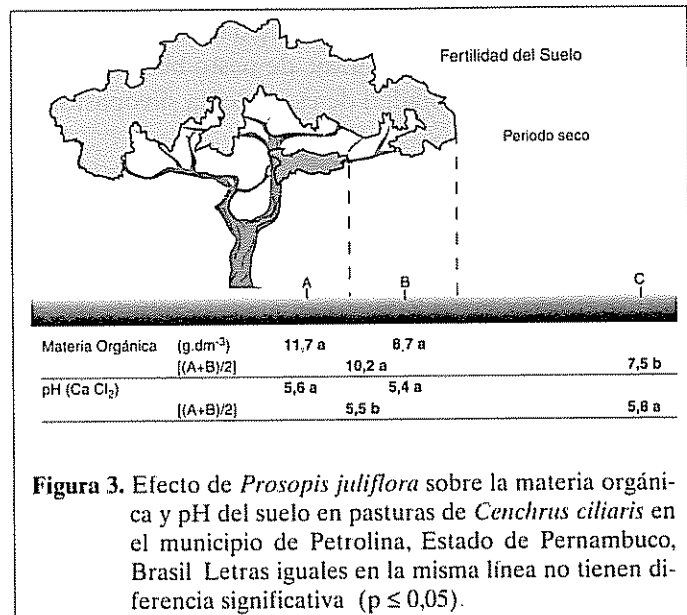 Fertilidad del Suelo
Periodo seco
A B C
Materia Orgánica (g.dm-3) 11,7 a 8,7 a
[(A+B)/2] 10,2 a 7,5 b
pH (Ca Cl2) 5,6 a 5,4 a
[(A+B)/2] 5,5 b 5,8 a
Figura 3. Efecto de Prosopis juliflora sobre la materia orgáni-
ca y pH del suelo en pasturas de Cenchrus ciliaris en
el municipio de Petrolina, Estado de Pernambuco,
Brasil Letras iguales en la misma línea no tienen di-
ferencia significativa (p ≤ 0,05).